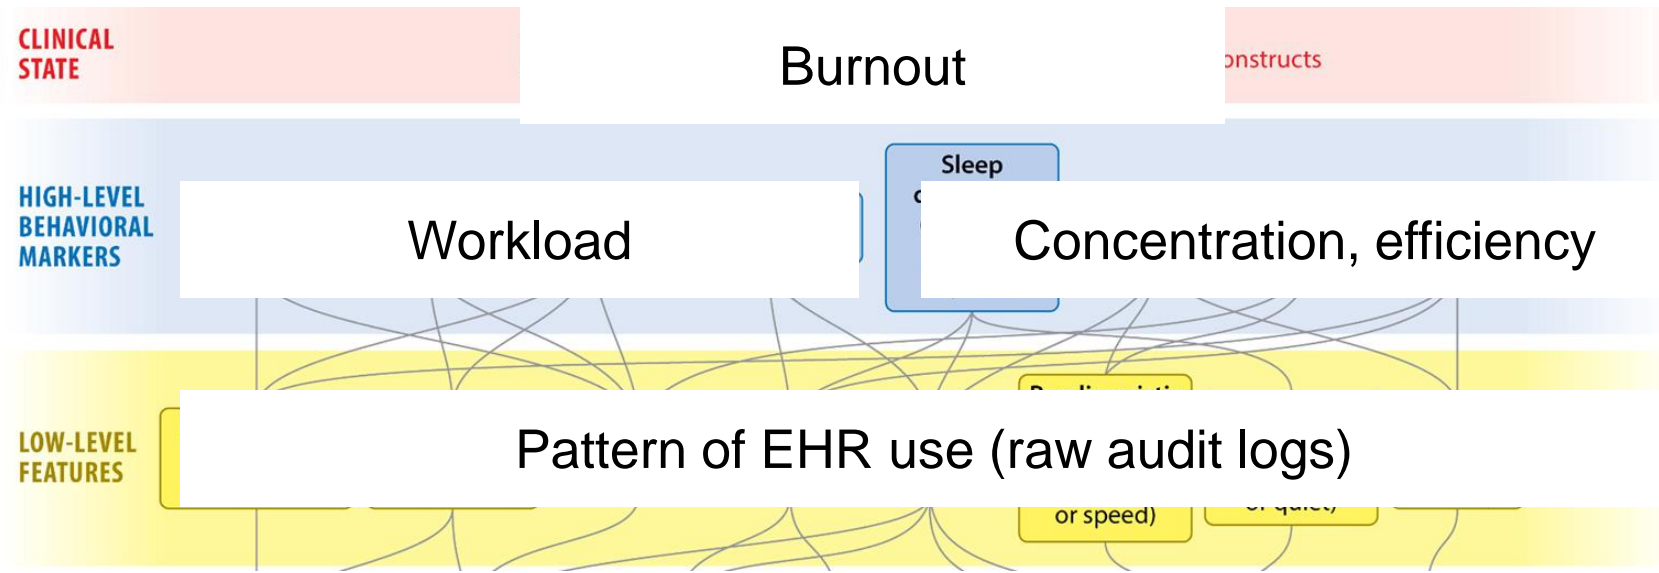 CLINICAL
STATE
Burnout
onstructs
Sleep
HIGH-LEVEL
BEHAVIORAL
MARKERS
Workload
Concentration, efficiency
LOW-LEVEL
FEATURES
Pattern of EHR use (raw audit logs)
or speed)